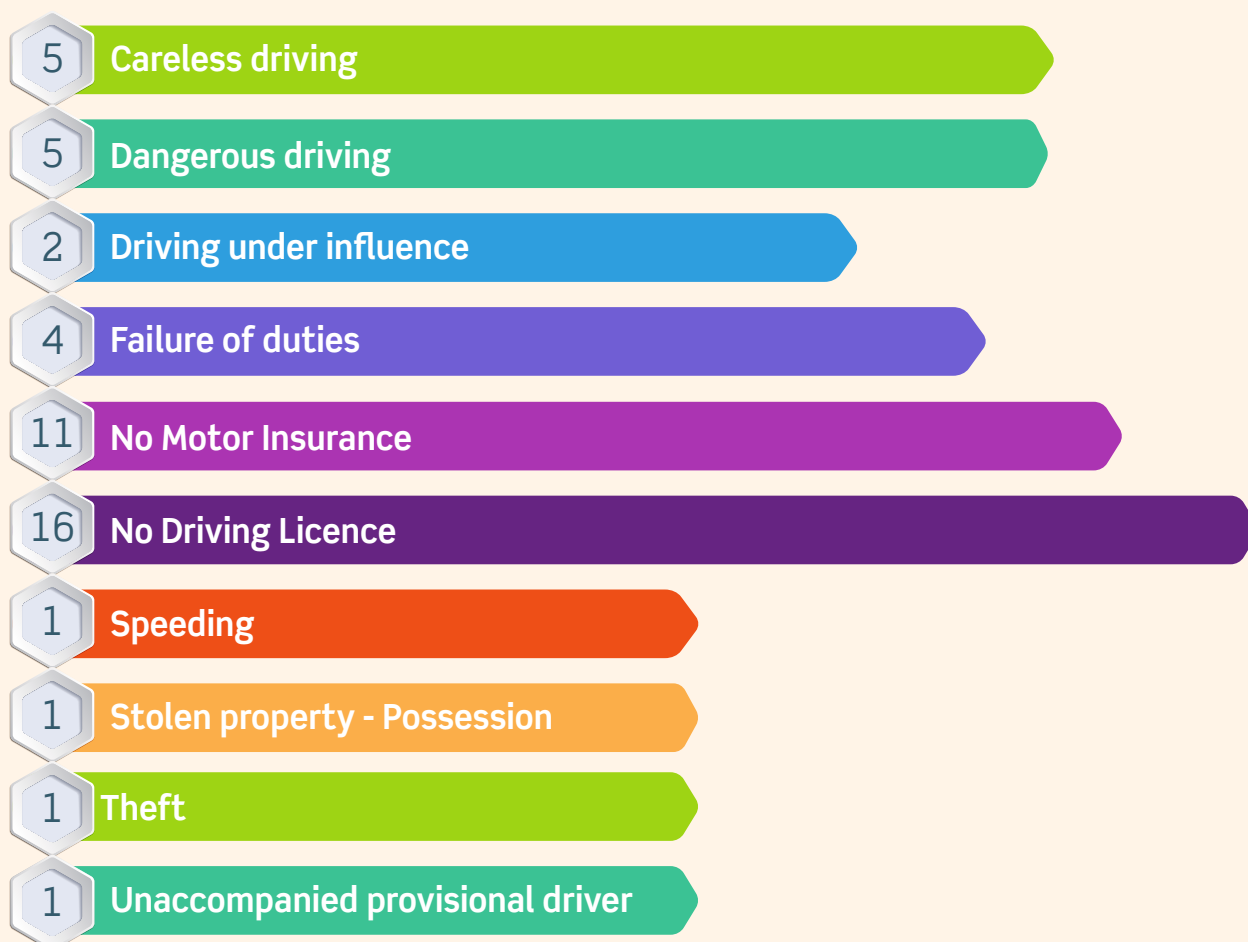 5 Careless driving
5 Dangerous driving
2 Driving under influence
4 Failure of duties
11 No Motor Insurance
16 No Driving Licence
1 Speeding
1 Stolen property - Possession
1 Theft
1 Unaccompanied provisional driver